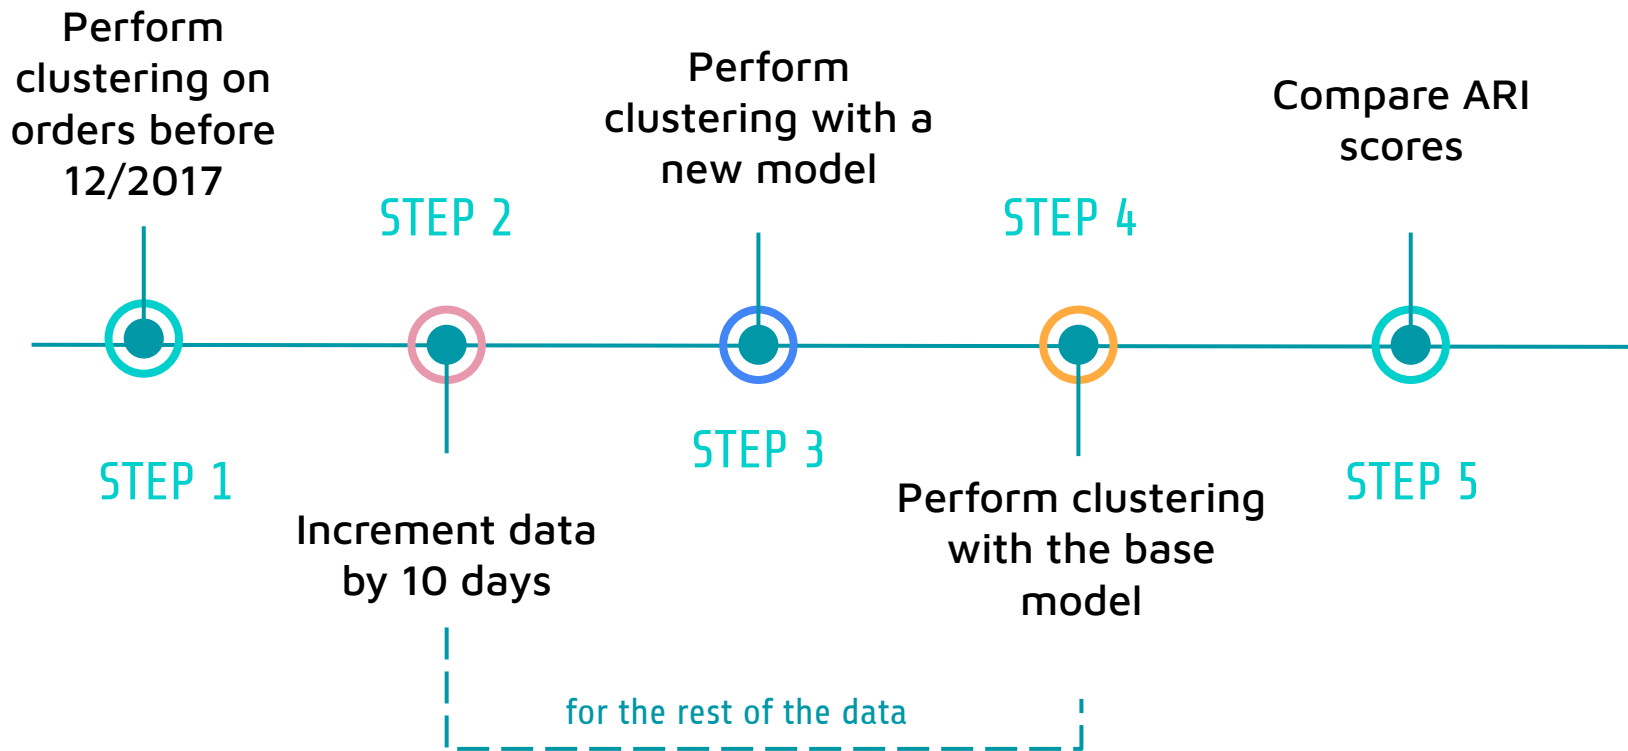 Perform
clustering on
orders before
12/2017
STEP 1
STEP 2
Increment data
by 10 days
Perform
clustering with a
new model
STEP 3
STEP 4
Perform clustering
with the base
model
Compare ARI
scores
STEP 5
for the rest of the data